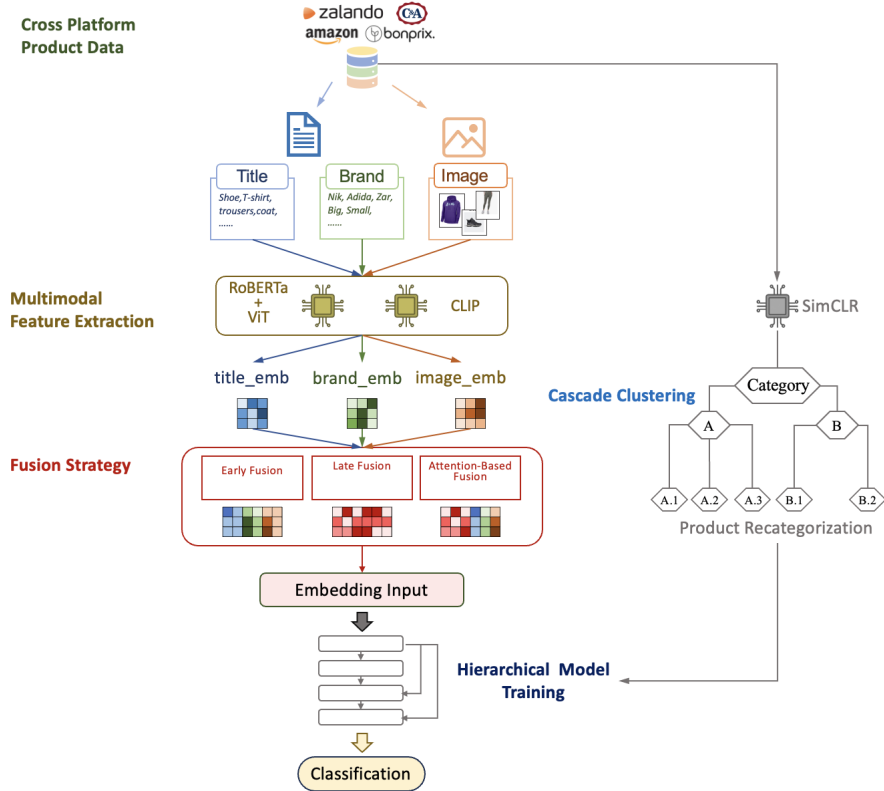 Cross Platform
Product Data
zalando
C&A
amazon
bonprix.
Title
Shoe,T-shirt,
trousers,coat,
......
Brand
Nik, Adida, Zar,
Big, Small,
......
Image
Multimodal
Feature Extraction
RoBERTa
+
ViT
CLIP
SimCLR
title_emb
brand_emb
image_emb
Cascade Clustering
Category
A
B
A.1
A.2
A.3
B.1
B.2
Product Recategorization
Fusion Strategy
Early Fusion
Late Fusion
Attention-Based
Fusion
Embedding Input
Hierarchical Model
Training
Classification